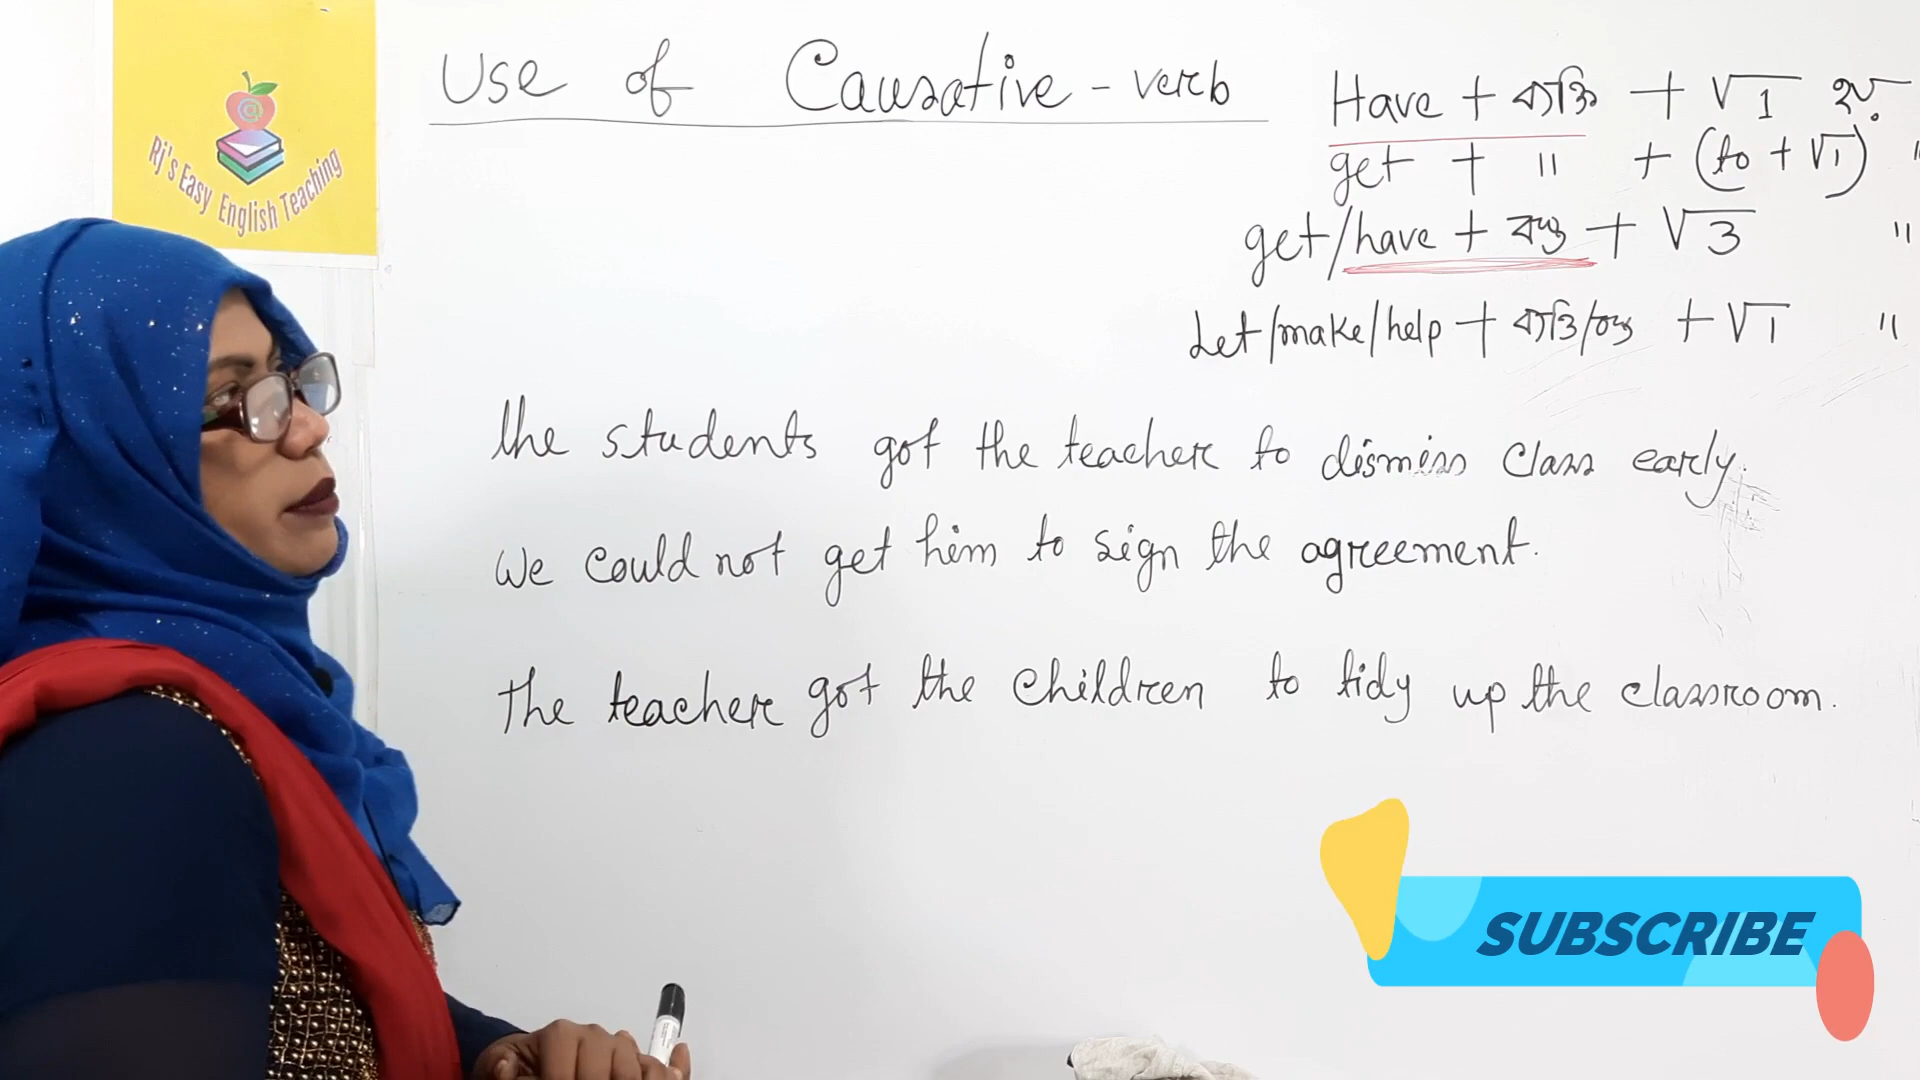 Rj's Easy English Teaching
Use of Causative - verb
Have + ব্যক্তি + V1 হয়।
get + " + (to + V1) "
get/have + বস্তু + V3 "
Let/make/help + ব্যক্তি/বস্তু + V1 "
the students got the teacher to dismiss class early.
We could not get him to sign the agreement.
The teacher got the children to tidy up the classroom.
SUBSCRIBE